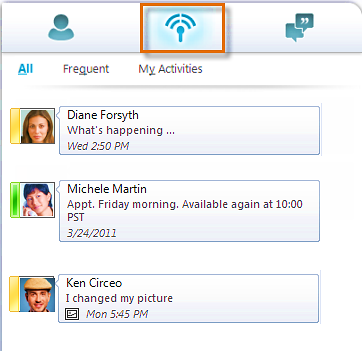 All Frequent My Activities
Diane Forsyth
What's happening ...
Wed 2:50 PM
Michele Martin
Appt. Friday morning. Available again at 10:00
PST
3/24/2011
Ken Circeo
I changed my picture
Mon 5:45 PM